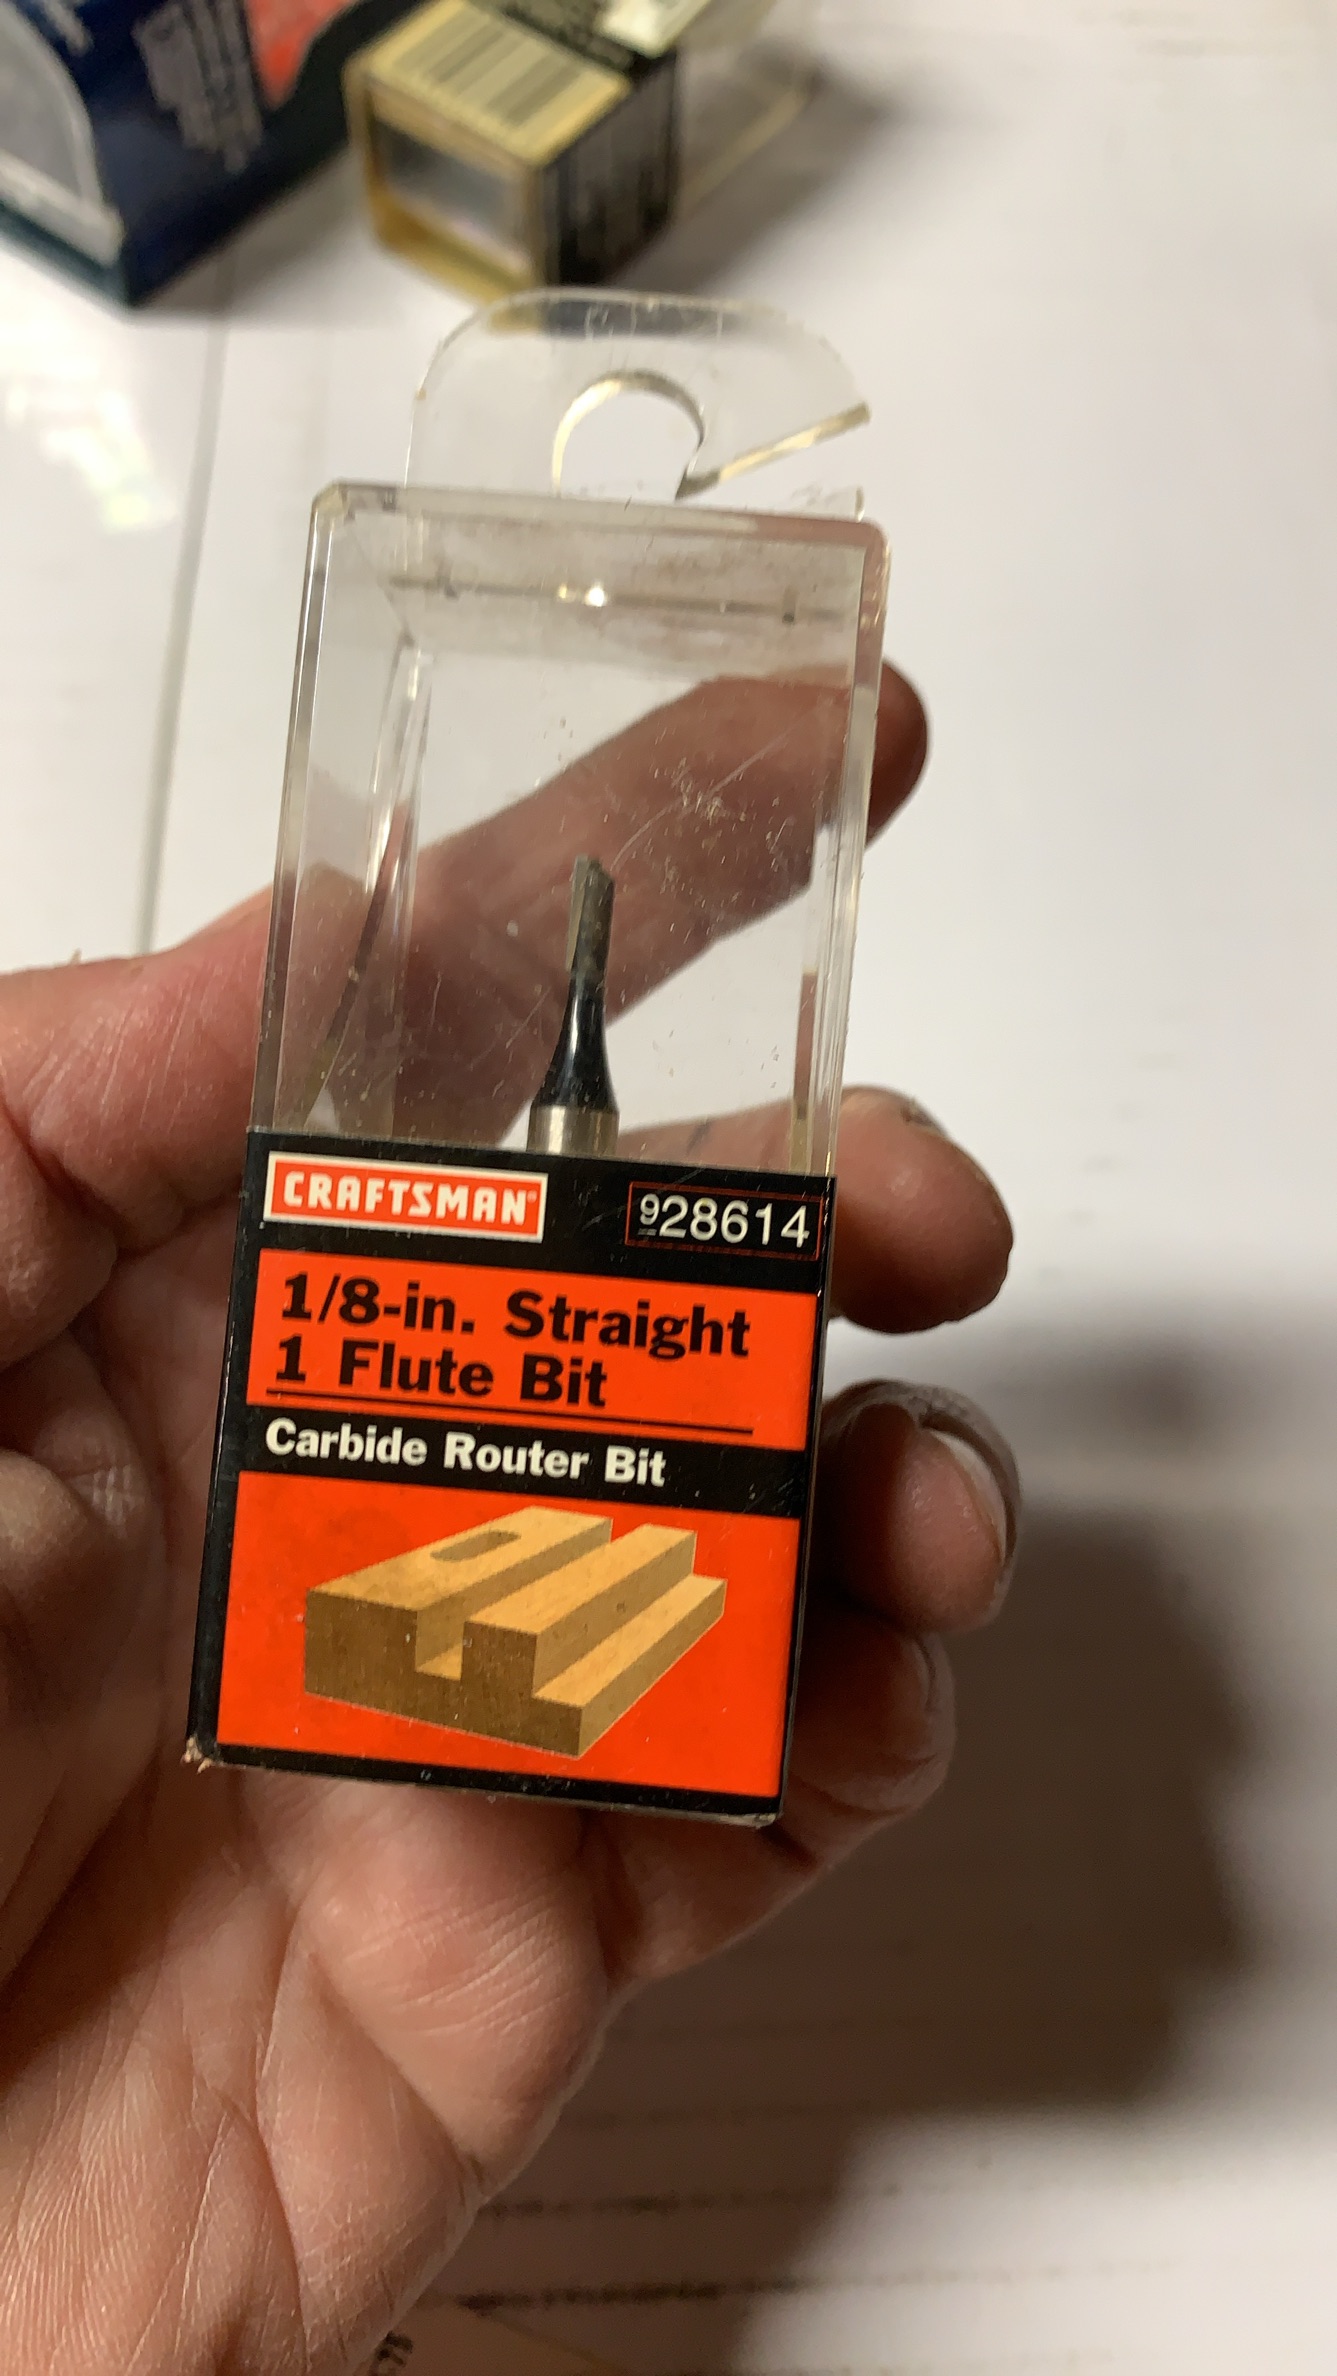 CRAFTSMAN®
928614
1/8-in. Straight
1 Flute Bit
Carbide Router Bit